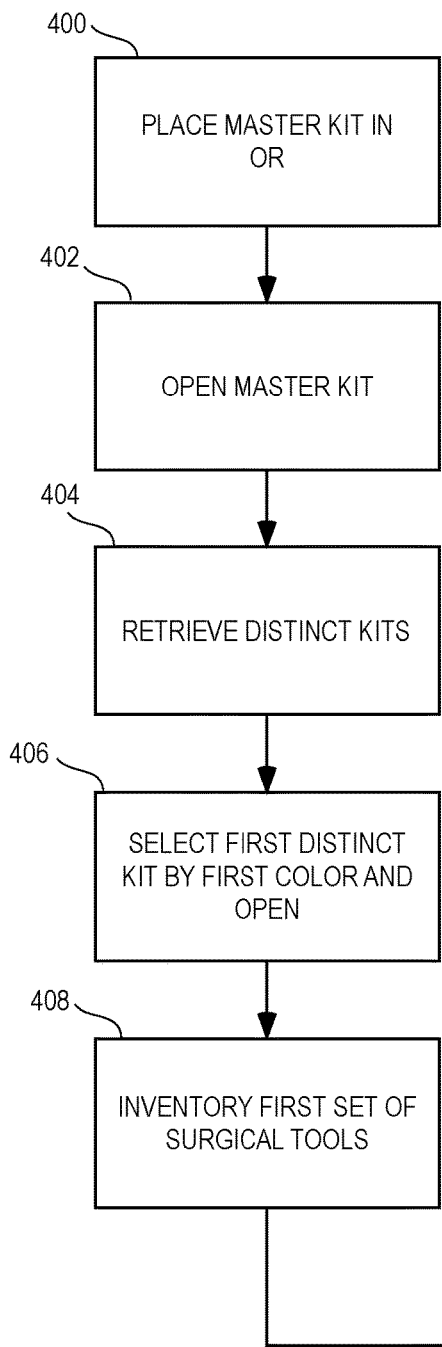 400
PLACE MASTER KIT IN
OR
402
OPEN MASTER KIT
404
RETRIEVE DISTINCT KITS
406
SELECT FIRST DISTINCT
KIT BY FIRST COLOR AND
OPEN
408
INVENTORY FIRST SET OF
SURGICAL TOOLS